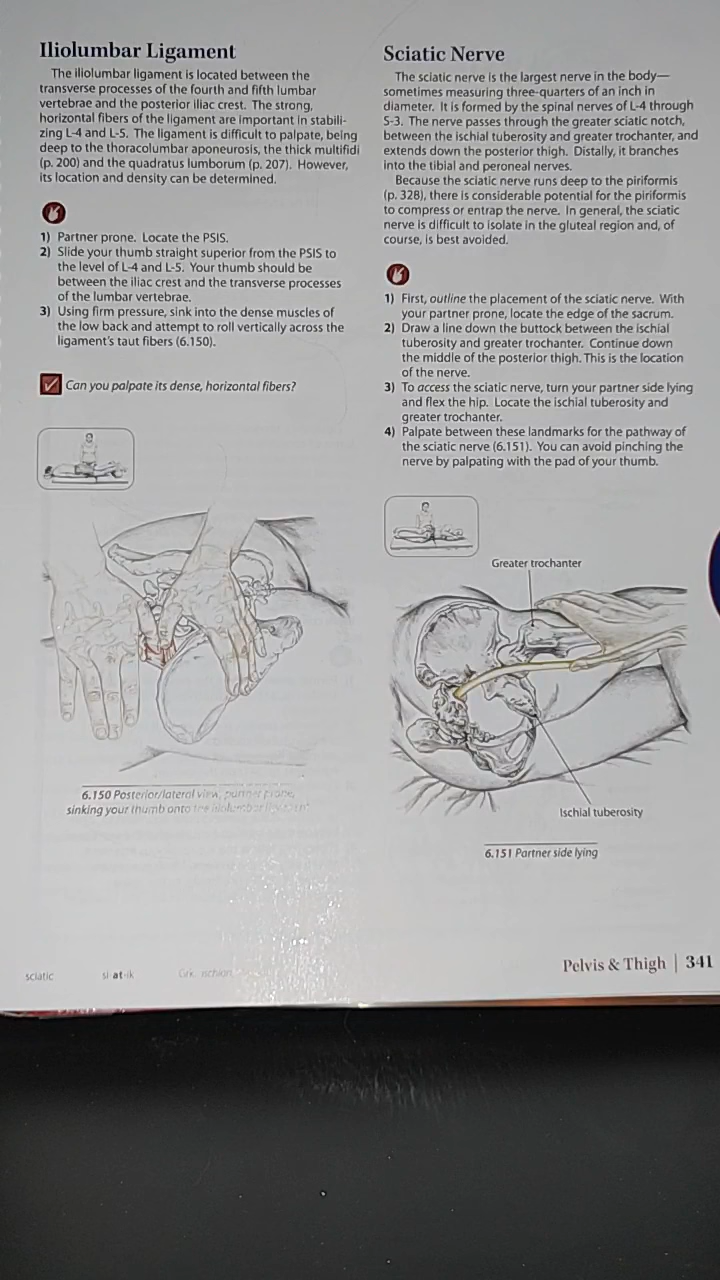 Iliolumbar Ligament
The iliolumbar ligament is located between the
transverse processes of the fourth and fifth lumbar
vertebrae and the posterior iliac crest. The strong,
horizontal fibers of the ligament are important in stabili-
zing L-4 and L-5. The ligament is difficult to palpate, being
deep to the thoracolumbar aponeurosis, the thick multifidi
(p. 200) and the quadratus lumborum (p. 207). However,
its location and density can be determined.
1) Partner prone. Locate the PSIS.
2) Slide your thumb straight superior from the PSIS to
the level of L-4 and L-5. Your thumb should be
between the iliac crest and the transverse processes
of the lumbar vertebrae.
3) Using firm pressure, sink into the dense muscles of
the low back and attempt to roll vertically across the
ligament's taut fibers (6.150).
Can you palpate its dense, horizontal fibers?
6.150 Posterior/lateral view, partner prone,
sinking your thumb onto the iliolumbar ligament
Sciatic Nerve
The sciatic nerve is the largest nerve in the body—
sometimes measuring three-quarters of an inch in
diameter. It is formed by the spinal nerves of L-4 through
S-3. The nerve passes through the greater sciatic notch,
between the ischial tuberosity and greater trochanter, and
extends down the posterior thigh. Distally, it branches
into the tibial and peroneal nerves.
Because the sciatic nerve runs deep to the piriformis
(p. 328), there is considerable potential for the piriformis
to compress or entrap the nerve. In general, the sciatic
nerve is difficult to isolate in the gluteal region and, of
course, is best avoided.
1) First, outline the placement of the sciatic nerve. With
your partner prone, locate the edge of the sacrum.
2) Draw a line down the buttock between the ischial
tuberosity and greater trochanter. Continue down
the middle of the posterior thigh. This is the location
of the nerve.
3) To access the sciatic nerve, turn your partner side lying
and flex the hip. Locate the ischial tuberosity and
greater trochanter.
4) Palpate between these landmarks for the pathway of
the sciatic nerve (6.151). You can avoid pinching the
nerve by palpating with the pad of your thumb.
Greater trochanter
Ischial tuberosity
6.151 Partner side lying
sciatic si-at-ik Grk. ischion
Pelvis & Thigh | 341